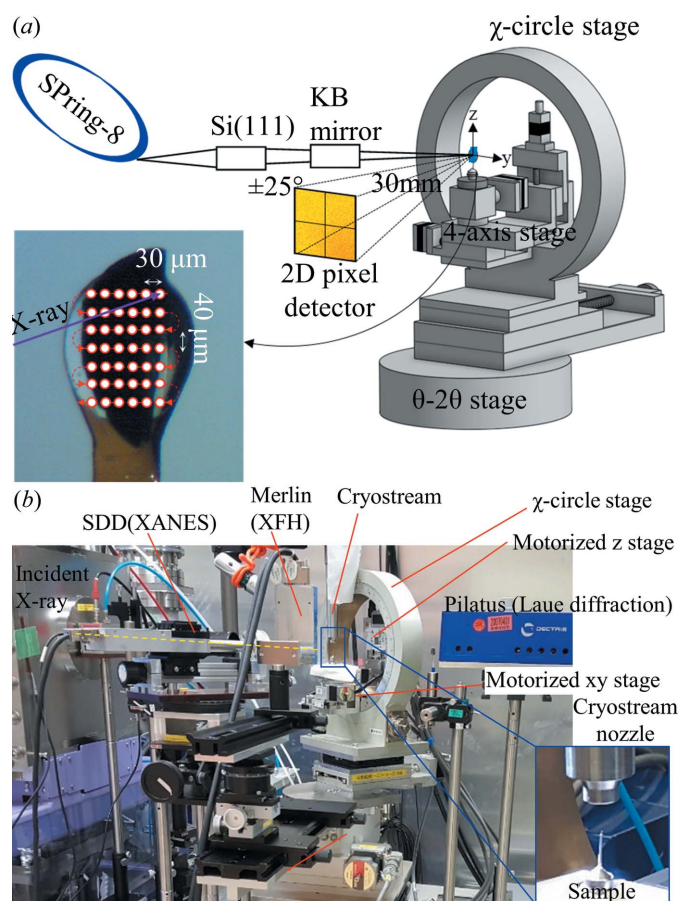 (a)
χ-circle stage
SPring-8
KB
mirror
Si(111)
z
y
±25°
30mm
4-axis stage
2D pixel
detector
30 μm
X-ray
40 μm
θ-2θ stage
(b)
Merlin
(XFH)
Cryostream
χ-circle stage
SDD(XANES)
Motorized z stage
Incident
X-ray
Pilatus (Laue diffraction)
DECTRIS
Motorized xy stage
Cryostream
nozzle
Sample